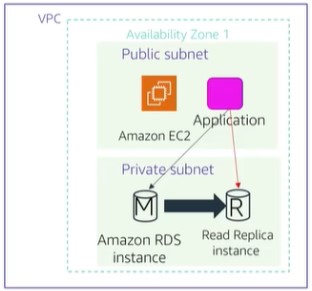 VPC
Availability Zone 1
Public subnet
Application
Amazon EC2
Private subnet
M
R
Amazon RDS
instance
Read Replica
instance